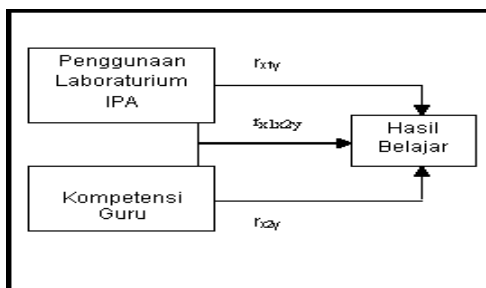 Penggunaan
Laboraturium
IPA
rx1y
rx1x2y
Hasil
Belajar
Kompetensi
Guru
rx2y